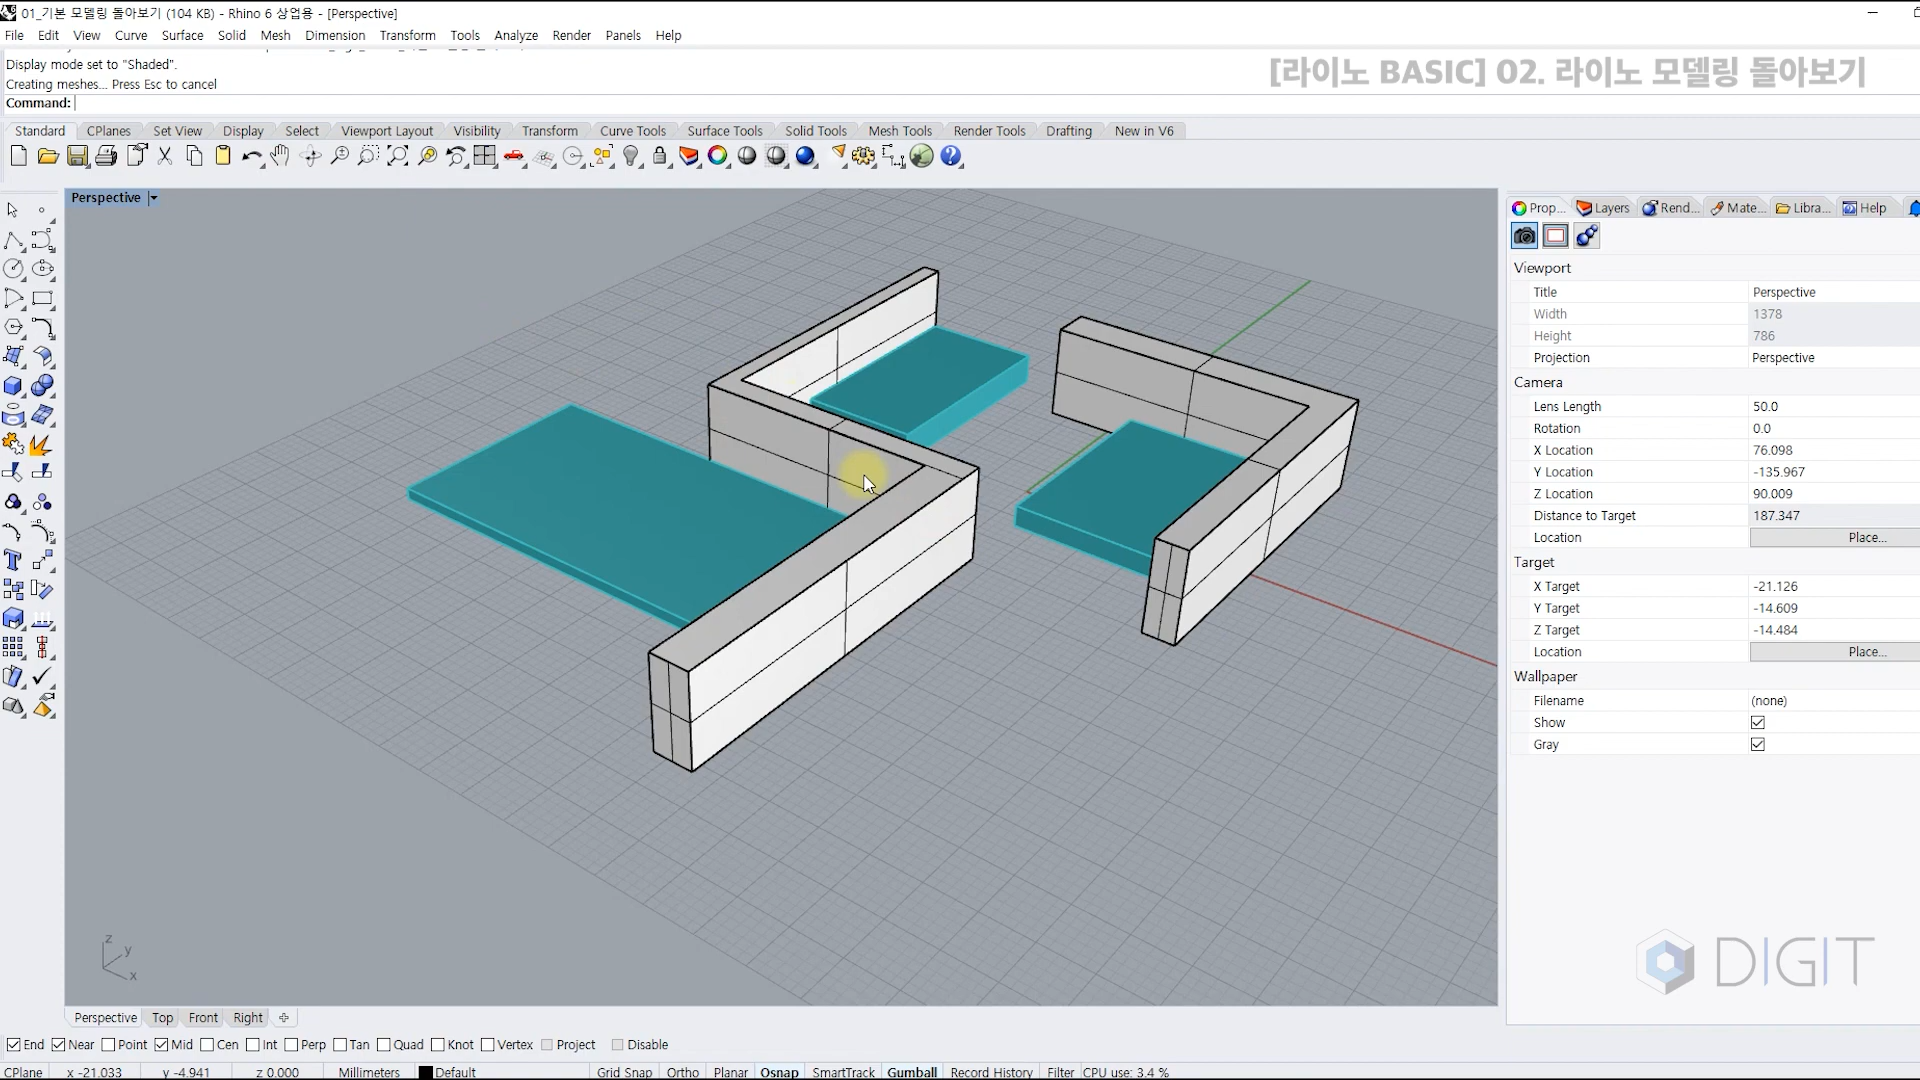 01_기본 모델링 돌아보기 (104 KB) - Rhino 6 상업용 - [Perspective]
File Edit View Curve Surface Solid Mesh Dimension Transform Tools Analyze Render Panels Help
Display mode set to "Shaded".
Creating meshes... Press Esc to cancel
Command:
[라이노 BASIC] 02. 라이노 모델링 돌아보기
Standard CPlanes Set View Display Select Viewport Layout Visibility Transform Curve Tools Surface Tools Solid Tools Mesh Tools Render Tools Drafting New in V6
Perspective
Prop... Layers Rend... Mate... Libra... Help
Viewport
Title Perspective
Width 1378
Height 786
Projection Perspective
Camera
Lens Length 50.0
Rotation 0.0
X Location 76.098
Y Location -135.967
Z Location 90.009
Distance to Target 187.347
Location Place...
Target
X Target -21.126
Y Target -14.609
Z Target -14.484
Location Place...
Wallpaper
Filename (none)
Show
Gray
z y x
DIGIT
Perspective Top Front Right
End Near Point Mid Cen Int Perp Tan Quad Knot Vertex Project Disable
CPlane x -21.033 y -4.941 z 0.000 Millimeters Default Grid Snap Ortho Planar Osnap SmartTrack Gumball Record History Filter CPU use: 3.4 %